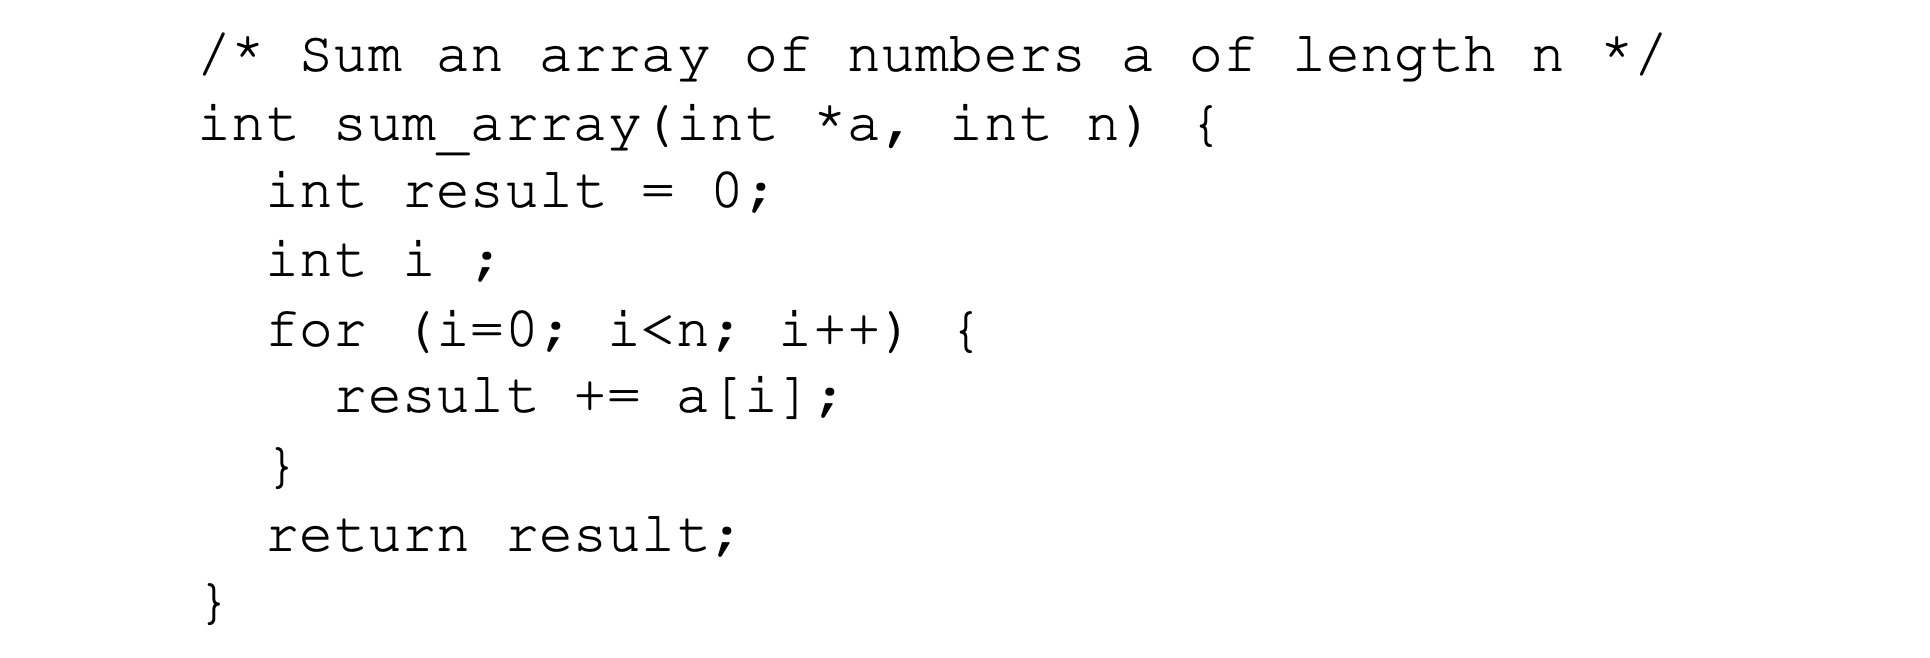 /* Sum an array of numbers a of length n */
int sum_array(int *a, int n) {
  int result = 0;
  int i ;
  for (i=0; i<n; i++) {
    result += a[i];
  }
  return result;
}